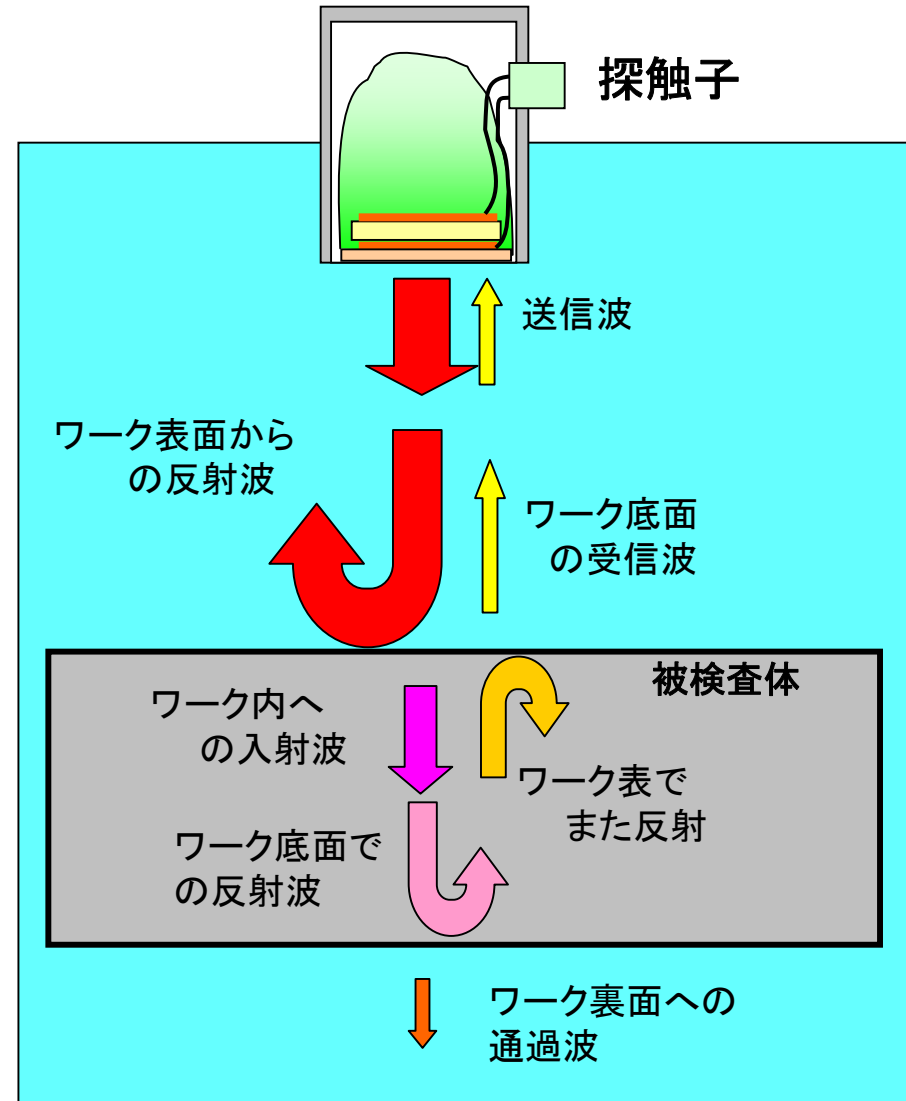 探触子
送信波
ワーク表面から
の反射波
ワーク底面
の受信波
被検査体
ワーク内へ
の入射波
ワーク表で
また反射
ワーク底面で
の反射波
ワーク裏面への
通過波